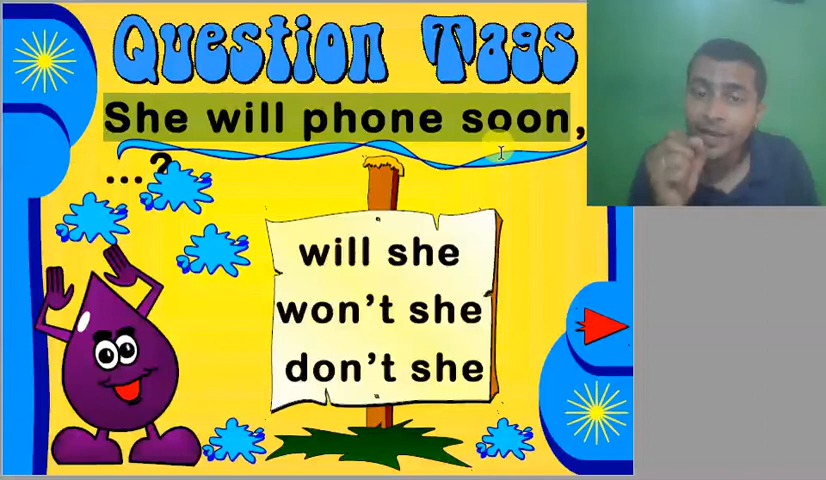 Question Tags
She will phone soon,
...?
will she
won't she
don't she